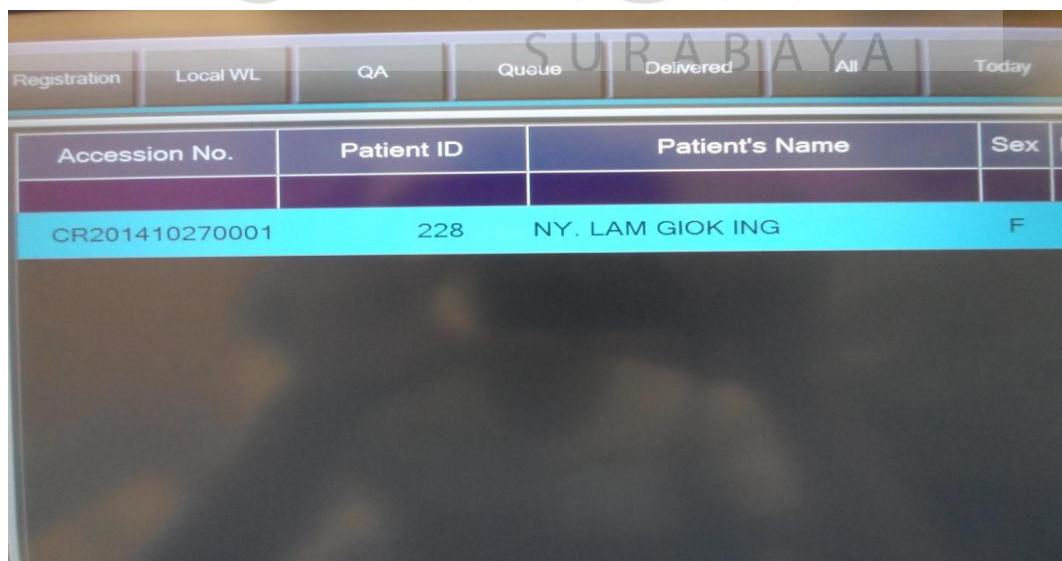 SURABAYA
Registration Local WL QA Queue Delivered All Today
Accession No. Patient ID Patient's Name Sex
CR201410270001 228 NY. LAM GIOK ING F